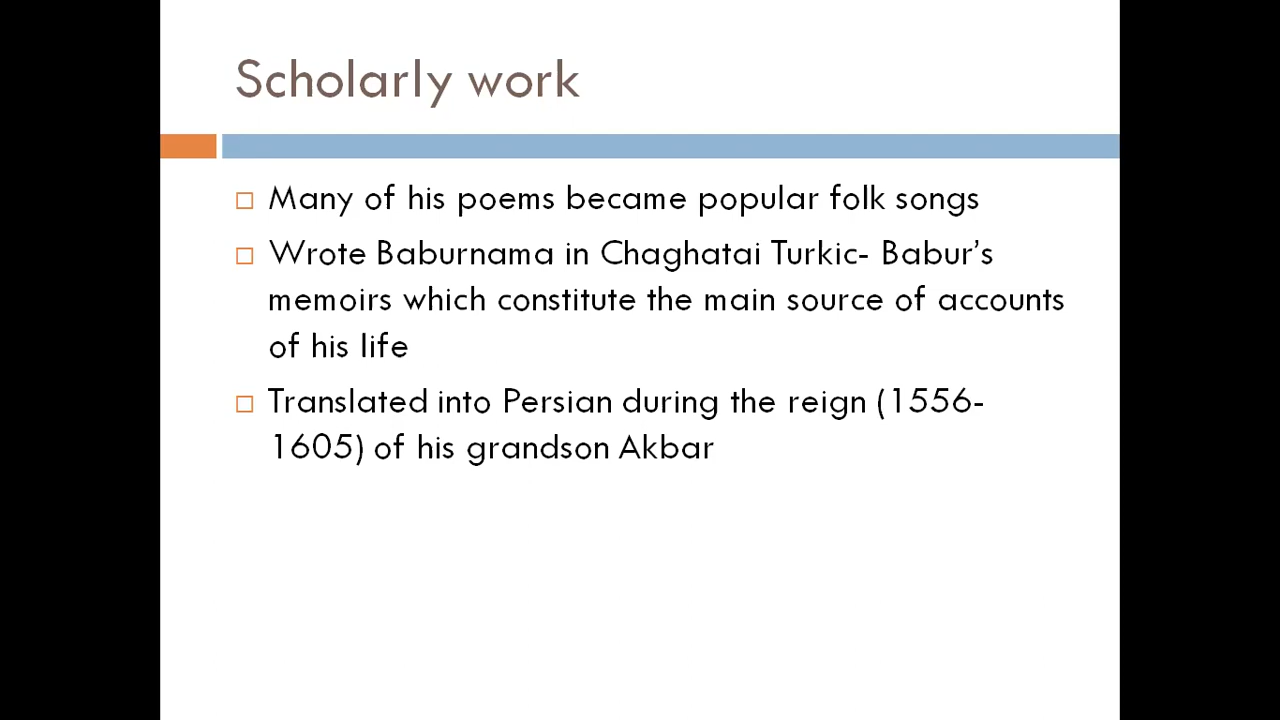 Scholarly work
Many of his poems became popular folk songs
Wrote Baburnama in Chaghatai Turkic- Babur's
memoirs which constitute the main source of accounts
of his life
Translated into Persian during the reign (1556-
1605) of his grandson Akbar